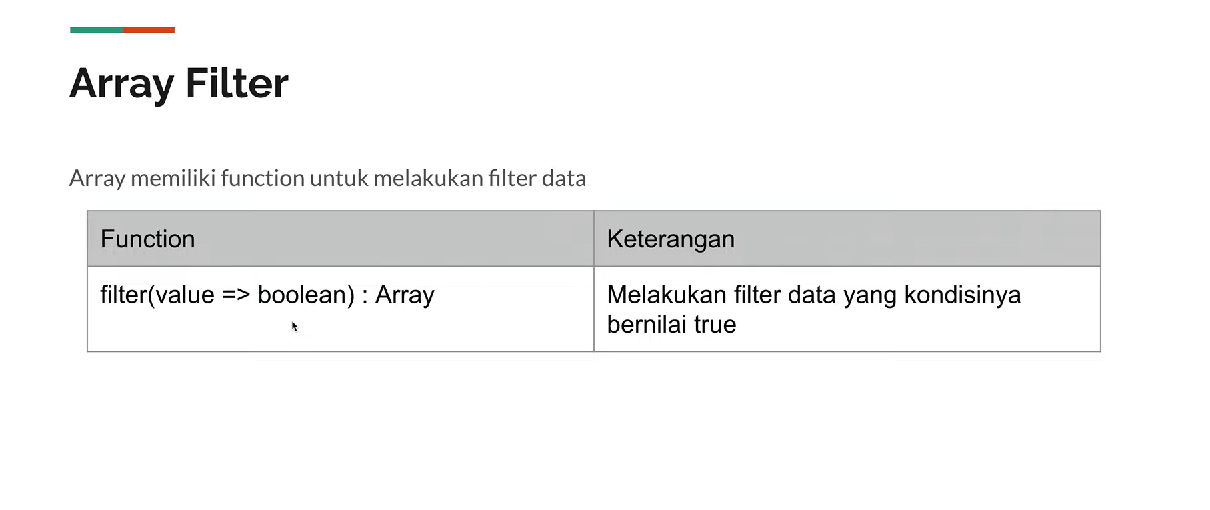 Array Filter
Array memiliki function untuk melakukan filter data
Function
Keterangan
filter(value => boolean) : Array
Melakukan filter data yang kondisinya
bernilai true